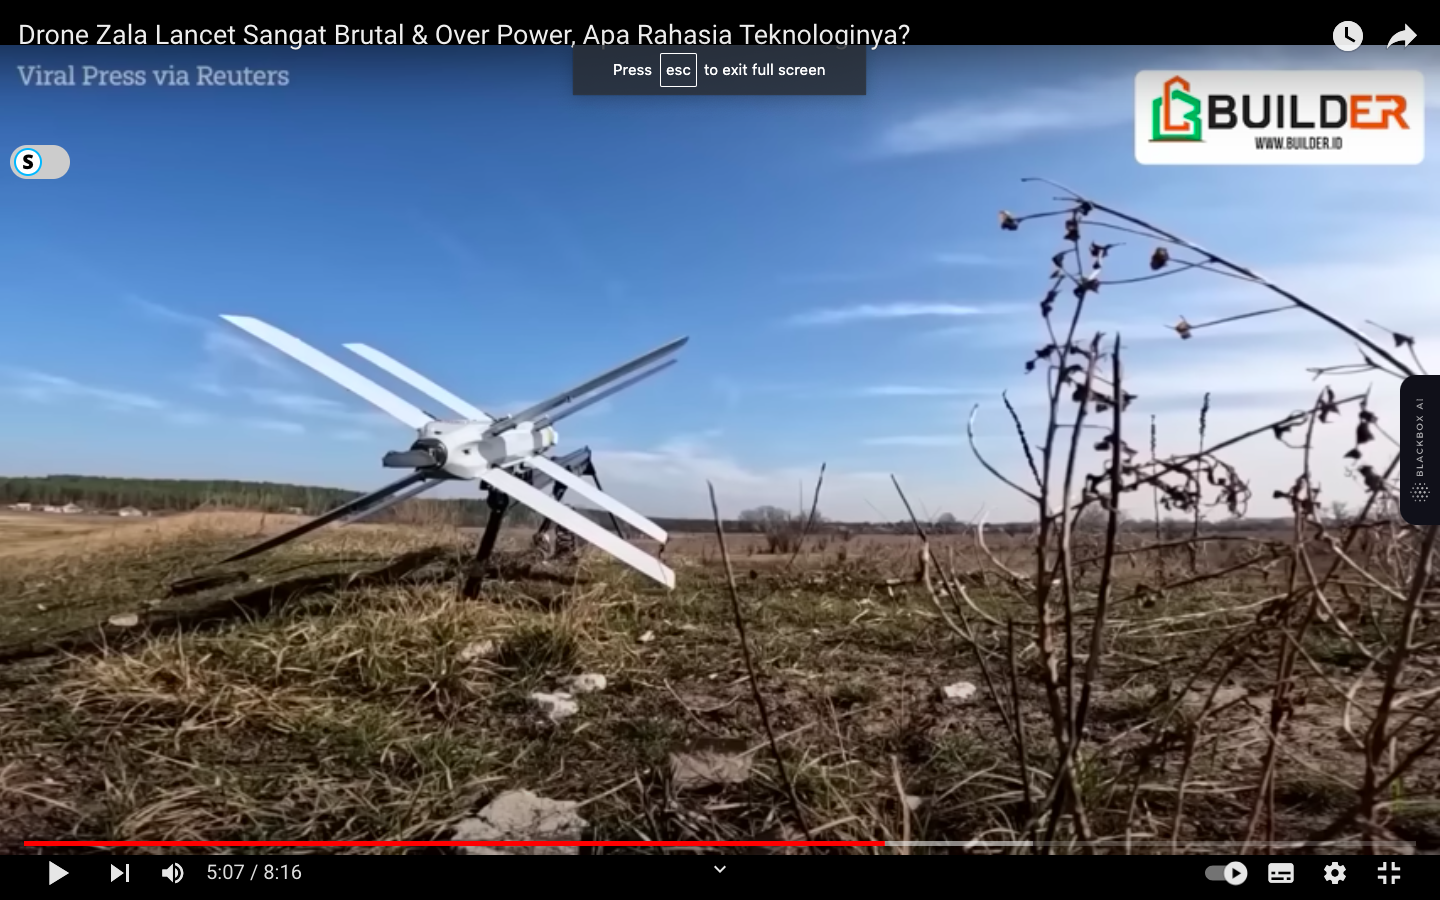 Drone Zala Lancet Sangat Brutal & Over Power, Apa Rahasia Teknologinya?
Press esc to exit full screen
Viral Press via Reuters
BUILDER
WWW.BUILDER.ID
S
BLACKBOX AI
5:07 / 8:16